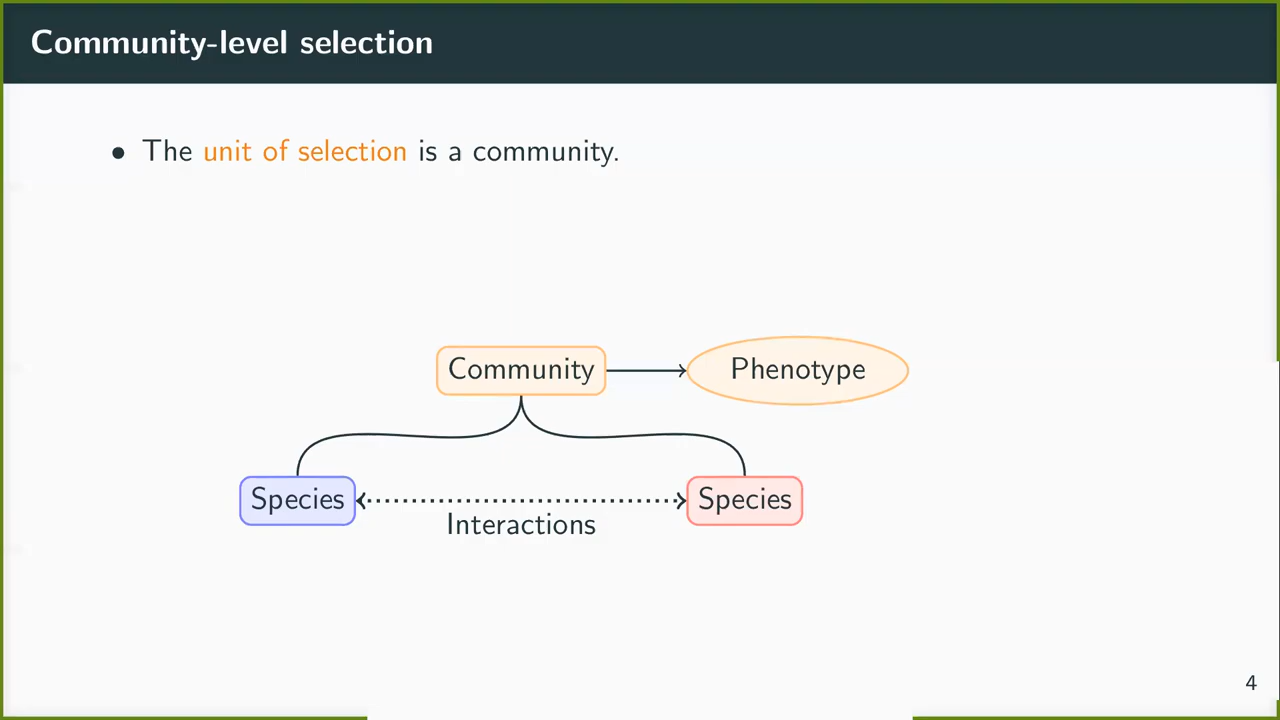 Community-level selection
• The unit of selection is a community.
Community
Phenotype
Species
Species
Interactions
4